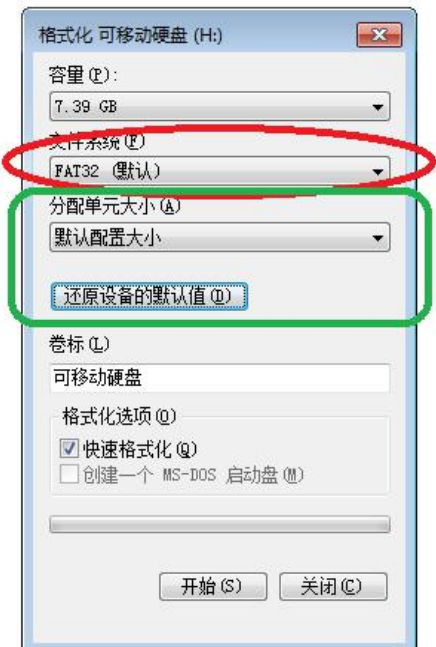 格式化 可移动硬盘 (H:)
容量(P):
7.39 GB
文件系统(F)
FAT32 (默认)
分配单元大小(A)
默认配置大小
还原设备的默认值(D)
卷标(L)
可移动硬盘
格式化选项(O)
快速格式化(Q)
创建一个 MS-DOS 启动盘(M)
开始(S) 关闭(C)